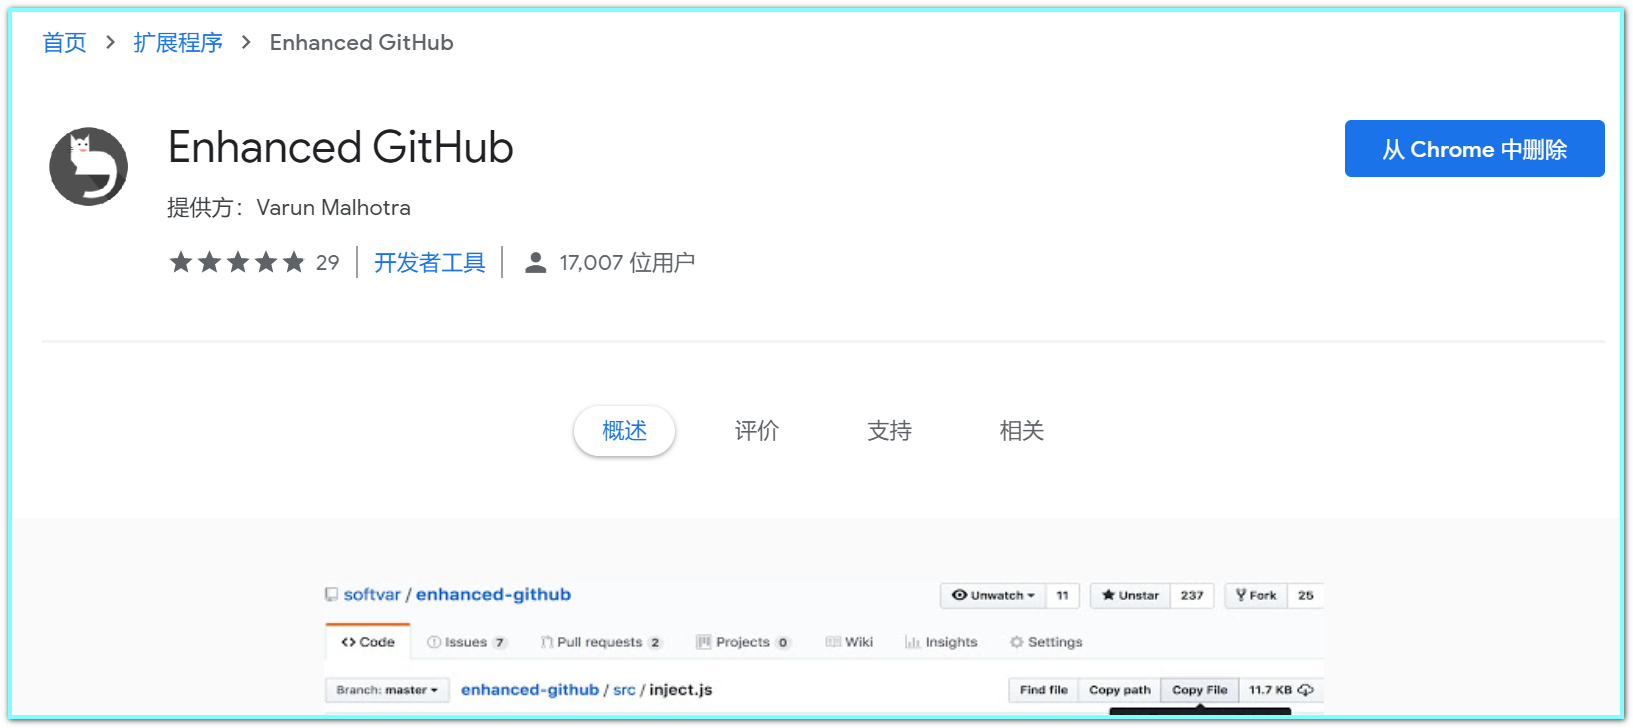 首页 > 扩展程序 > Enhanced GitHub
Enhanced GitHub
从 Chrome 中删除
提供方： Varun Malhotra
29 开发者工具 17,007 位用户
概述 评价 支持 相关
softvar / enhanced-github Unwatch 11 Unstar 237 Fork 25
Code Issues 7 Pull requests 2 Projects 0 Wiki Insights Settings
Branch: master enhanced-github / src / inject.js Find file Copy path Copy File 11.7 KB